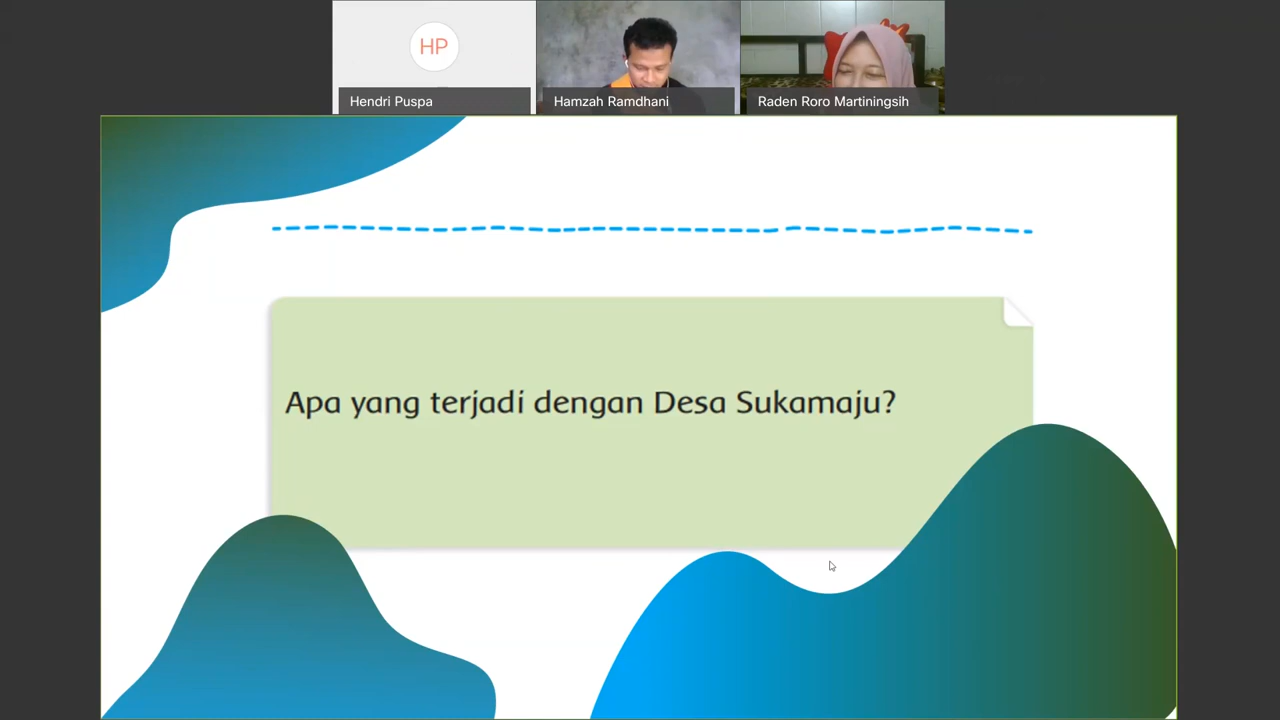 HP
Hendri Puspa
Hamzah Ramdhani
Raden Roro Martiningsih
Apa yang terjadi dengan Desa Sukamaju?